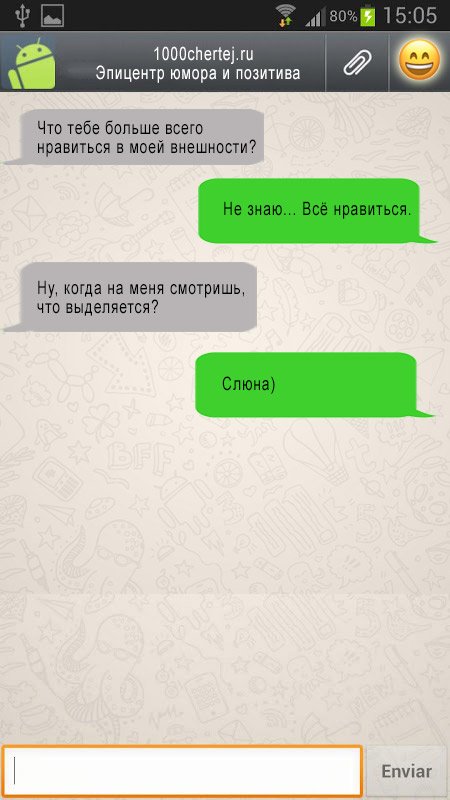 80% 15:05
1000chertej.ru
Эпицентр юмора и позитива
Что тебе больше всего
нравиться в моей внешности?
Не знаю... Всё нравиться.
Ну, когда на меня смотришь,
что выделяется?
Слюна)
BFF
Enviar